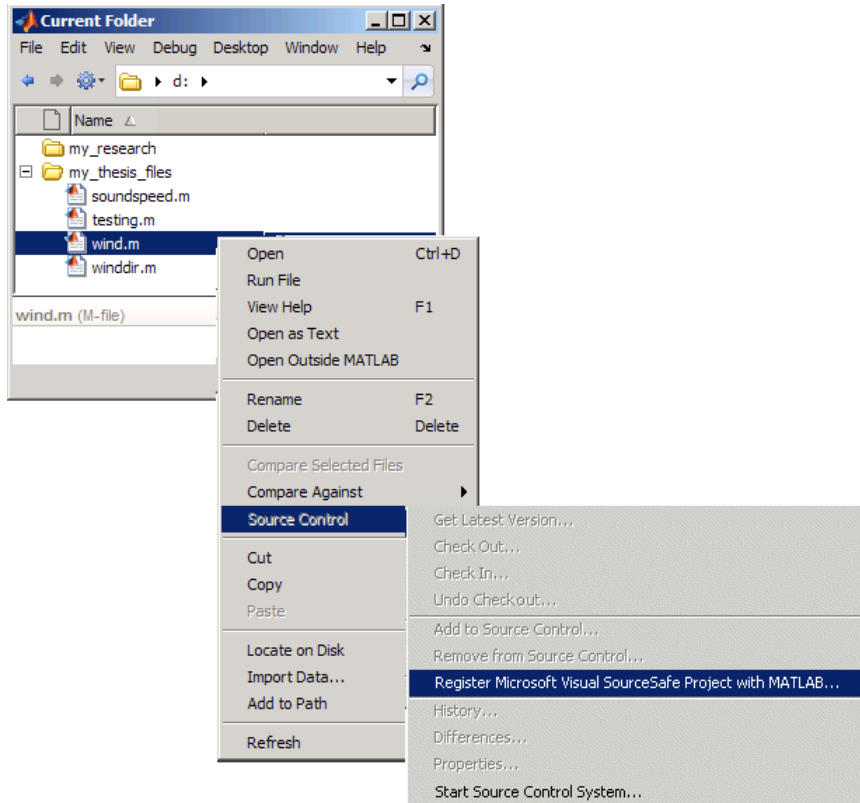 Current Folder
File Edit View Debug Desktop Window Help
d:
Name
my_research
my_thesis_files
soundspeed.m
testing.m
wind.m
winddir.m
wind.m (M-file)
Open Ctrl+D
Run File
View Help F1
Open as Text
Open Outside MATLAB
Rename F2
Delete Delete
Compare Selected Files
Compare Against
Source Control
Cut
Copy
Paste
Locate on Disk
Import Data...
Add to Path
Refresh
Get Latest Version...
Check Out...
Check In...
Undo Checkout...
Add to Source Control...
Remove from Source Control...
Register Microsoft Visual SourceSafe Project with MATLAB...
History...
Differences...
Properties...
Start Source Control System...